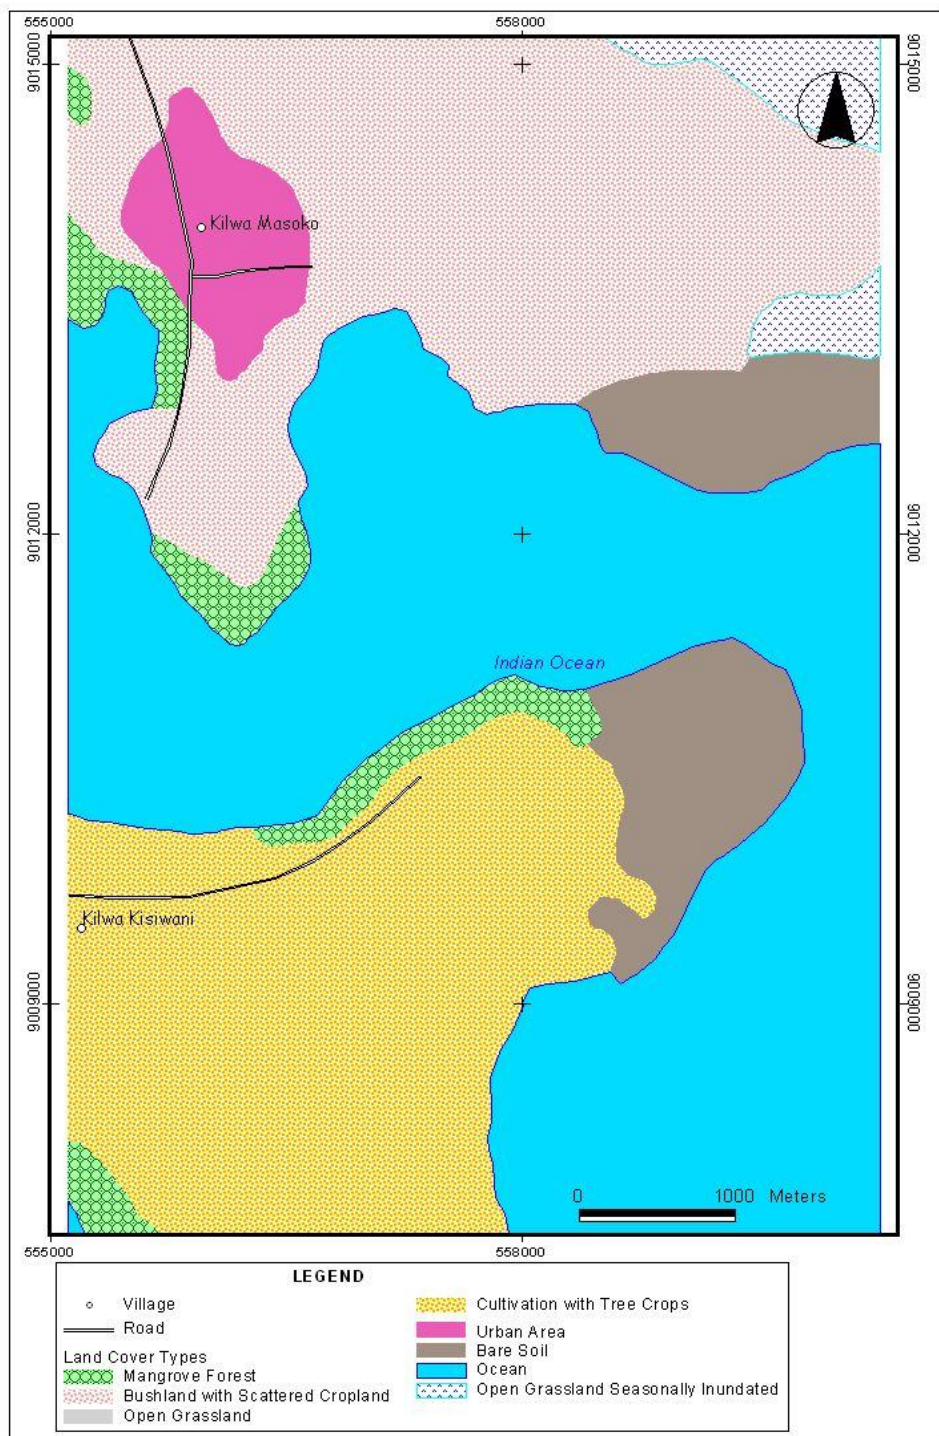 555000 558000
9015000 9015000
Kilwa Masoko
9012000 9012000
Indian Ocean
Kilwa Kisiwani
9009000 9009000
0 1000 Meters
555000 558000
LEGEND
Village
Road
Land Cover Types
Mangrove Forest
Bushland with Scattered Cropland
Open Grassland
Cultivation with Tree Crops
Urban Area
Bare Soil
Ocean
Open Grassland Seasonally Inundated